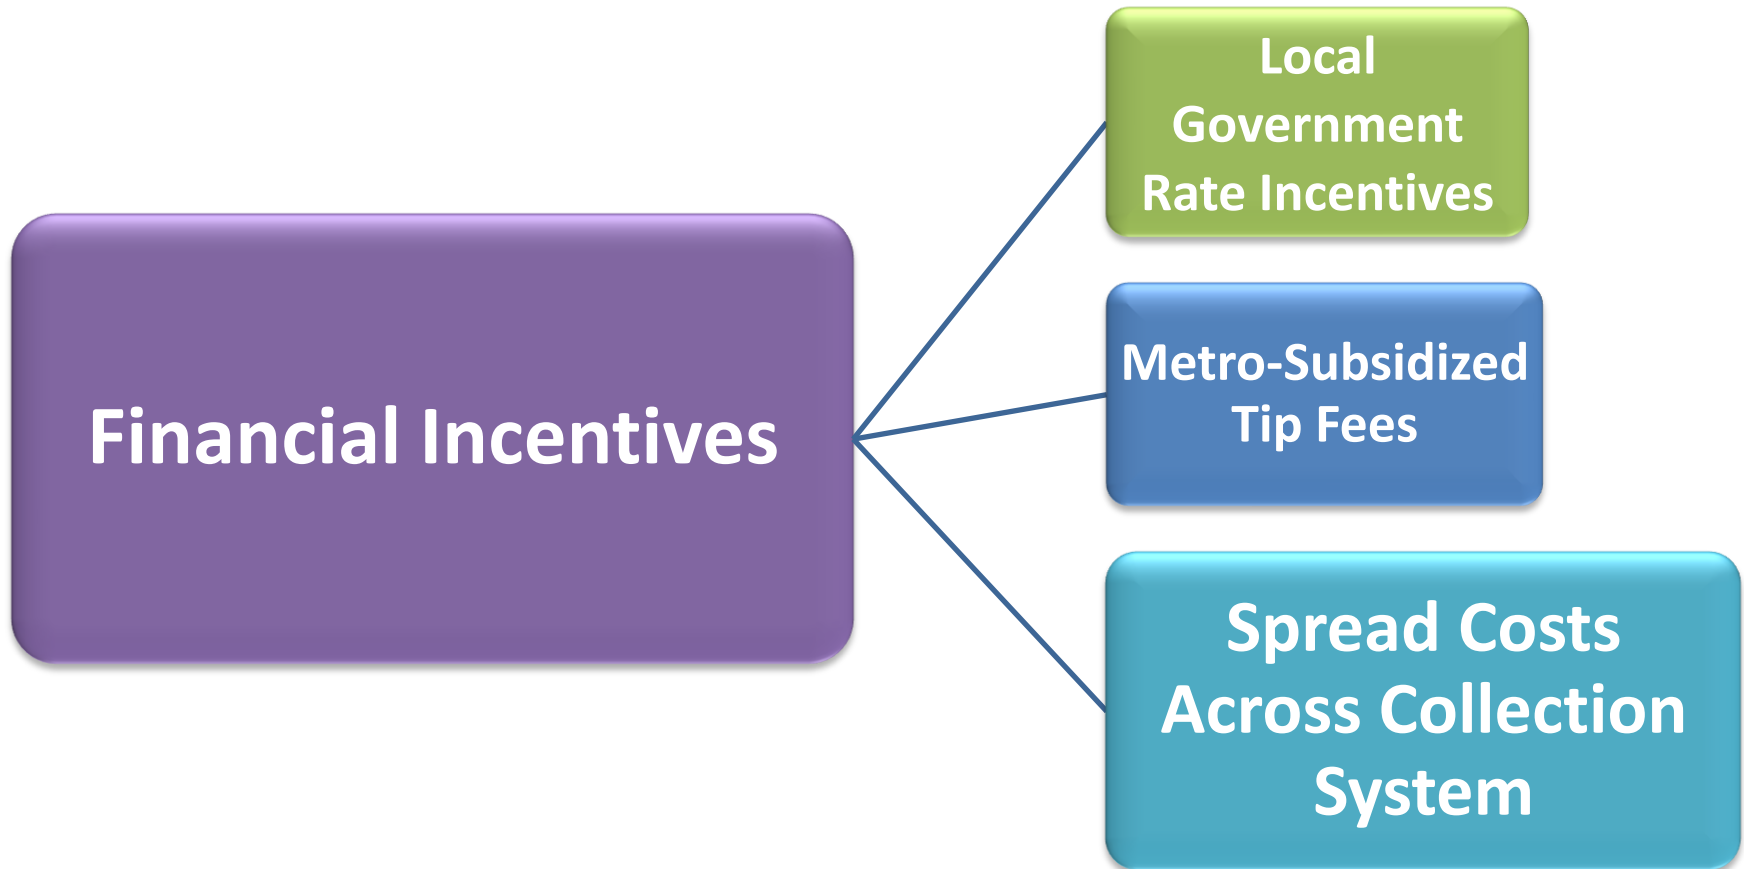 Financial Incentives
Local
Government
Rate Incentives
Metro-Subsidized
Tip Fees
Spread Costs
Across Collection
System